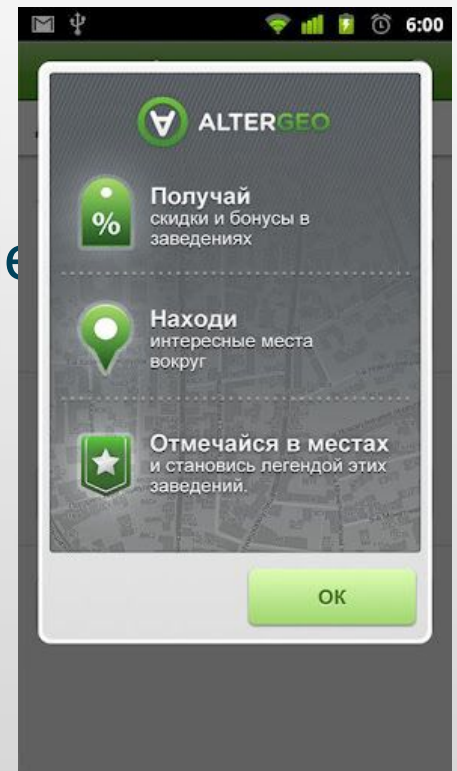 6:00
ALTERGEO
%
Получай
скидки и бонусы в
заведениях
Находи
интересные места
вокруг
Отмечайся в местах
и становись легендой этих
заведений.
ОК